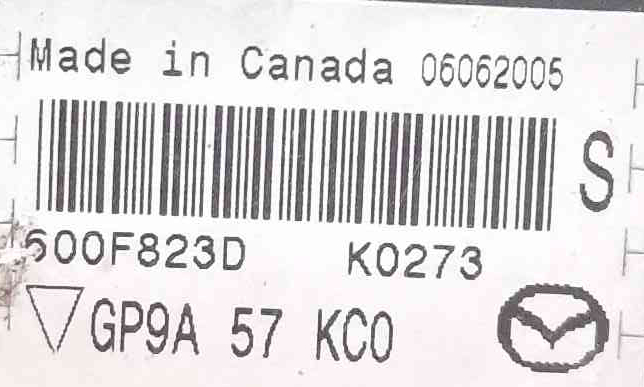 Made in Canada 06062005
S
600F823D K0273
GP9A 57 KC0